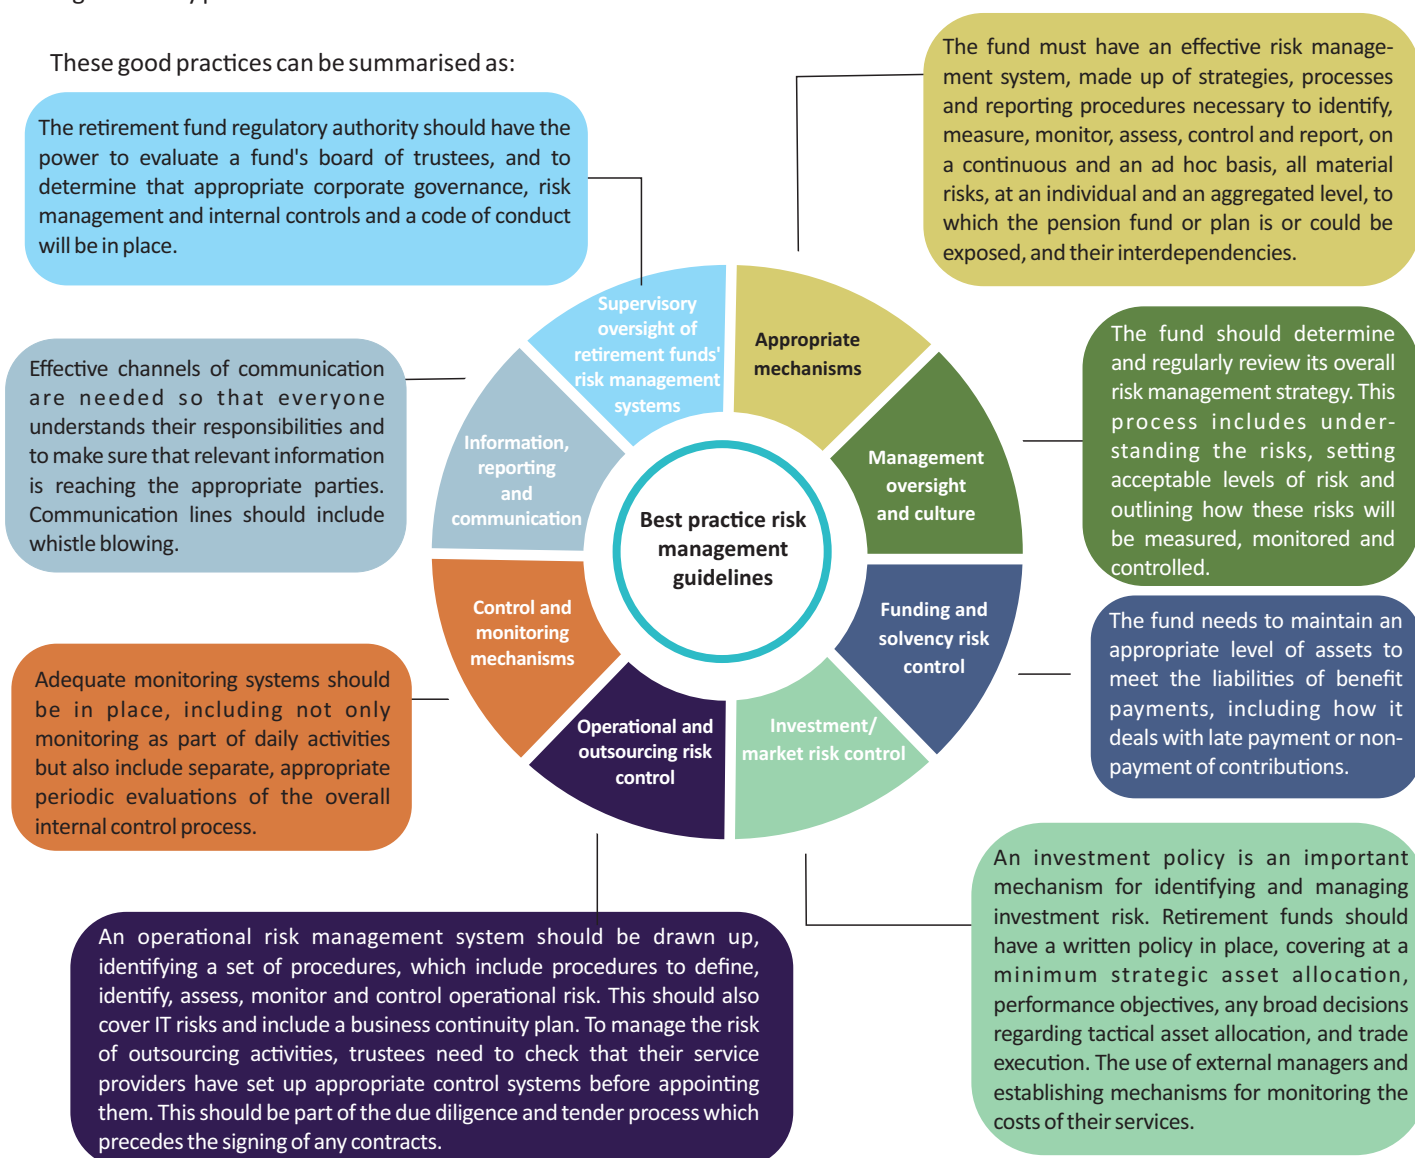 These good practices can be summarised as:
The retirement fund regulatory authority should have the
power to evaluate a fund's board of trustees, and to
determine that appropriate corporate governance, risk
management and internal controls and a code of conduct
will be in place.
The fund must have an effective risk manage-
ment system, made up of strategies, processes
and reporting procedures necessary to identify,
measure, monitor, assess, control and report, on
a continuous and an ad hoc basis, all material
risks, at an individual and an aggregated level, to
which the pension fund or plan is or could be
exposed, and their interdependencies.
Effective channels of communication
are needed so that everyone
understands their responsibilities and
to make sure that relevant information
is reaching the appropriate parties.
Communication lines should include
whistle blowing.
Supervisory
oversight of
retirement funds'
risk management
systems
Appropriate
mechanisms
The fund should determine
and regularly review its overall
risk management strategy. This
process includes under-
standing the risks, setting
acceptable levels of risk and
outlining how these risks will
be measured, monitored and
controlled.
Information,
reporting
and
communication
Management
oversight
and culture
Best practice risk
management
guidelines
Control and
monitoring
mechanisms
Funding and
solvency risk
control
The fund needs to maintain an
appropriate level of assets to
meet the liabilities of benefit
payments, including how it
deals with late payment or non-
payment of contributions.
Adequate monitoring systems should
be in place, including not only
monitoring as part of daily activities
but also include separate, appropriate
periodic evaluations of the overall
internal control process.
Operational and
outsourcing risk
control
Investment/
market risk control
An operational risk management system should be drawn up,
identifying a set of procedures, which include procedures to define,
identify, assess, monitor and control operational risk. This should also
cover IT risks and include a business continuity plan. To manage the risk
of outsourcing activities, trustees need to check that their service
providers have set up appropriate control systems before appointing
them. This should be part of the due diligence and tender process which
precedes the signing of any contracts.
An investment policy is an important
mechanism for identifying and managing
investment risk. Retirement funds should
have a written policy in place, covering at a
minimum strategic asset allocation,
performance objectives, any broad decisions
regarding tactical asset allocation, and trade
execution. The use of external managers and
establishing mechanisms for monitoring the
costs of their services.